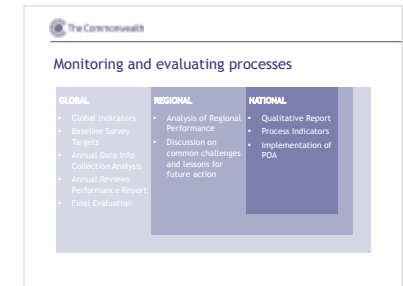 The Commonwealth
Monitoring and evaluating processes
GLOBAL
• Global Indicators
• Baseline Survey
Targets
• Annual Data Info
Collection Analysis
• Annual Reviews
Performance Report
• Final Evaluation
REGIONAL
• Analysis of Regional
Performance
• Discussion on
common challenges
and lessons for
future action
NATIONAL
• Qualitative Report
• Process Indicators
• Implementation of
POA